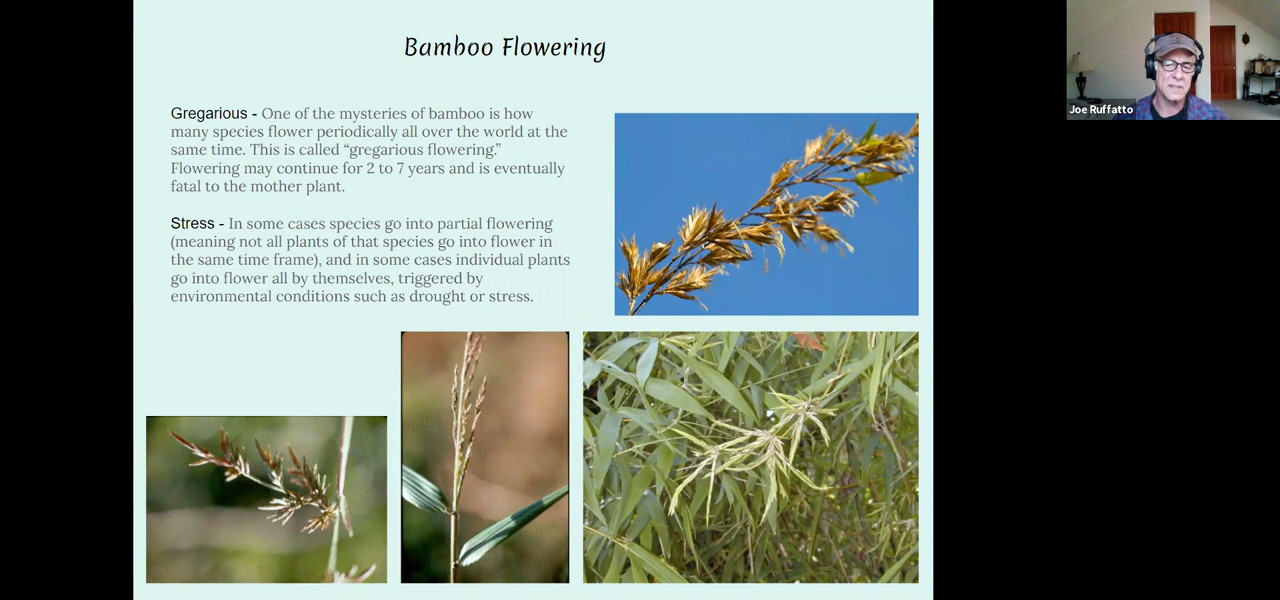 Bamboo Flowering
Gregarious - One of the mysteries of bamboo is how
many species flower periodically all over the world at the
same time. This is called “gregarious flowering.”
Flowering may continue for 2 to 7 years and is eventually
fatal to the mother plant.
Stress - In some cases species go into partial flowering
(meaning not all plants of that species go into flower in
the same time frame), and in some cases individual plants
go into flower all by themselves, triggered by
environmental conditions such as drought or stress.
Joe Ruffatto